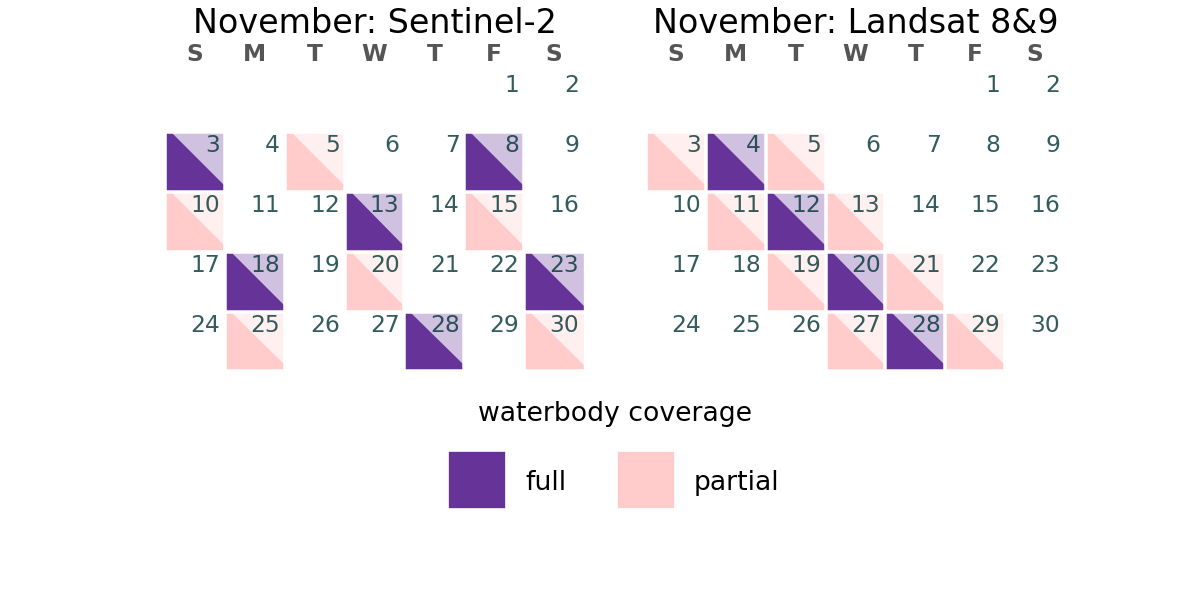 November: Sentinel-2
S M T W T F S
1 2
3 4 5 6 7 8 9
10 11 12 13 14 15 16
17 18 19 20 21 22 23
24 25 26 27 28 29 30
November: Landsat 8&9
S M T W T F S
1 2
3 4 5 6 7 8 9
10 11 12 13 14 15 16
17 18 19 20 21 22 23
24 25 26 27 28 29 30
waterbody coverage
full
partial